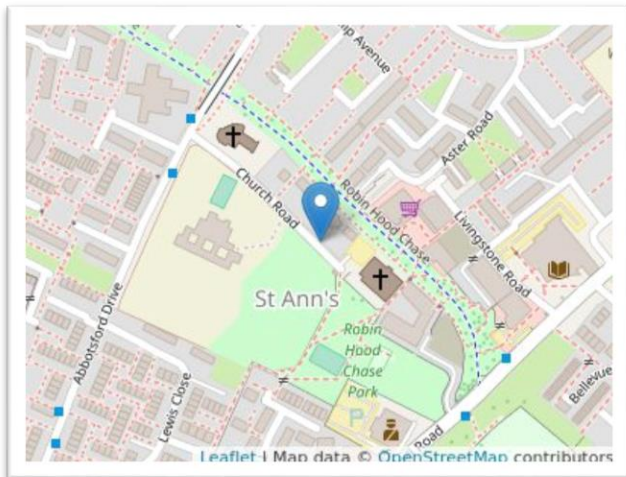 Aster Road
Church Road
Robin Hood Chase
Livingstone Road
St Ann's
Robin
Hood
Chase
Park
P
Abbotsford Drive
Lewis Close
Bellevue
Road
Leaflet | Map data © OpenStreetMap contributors